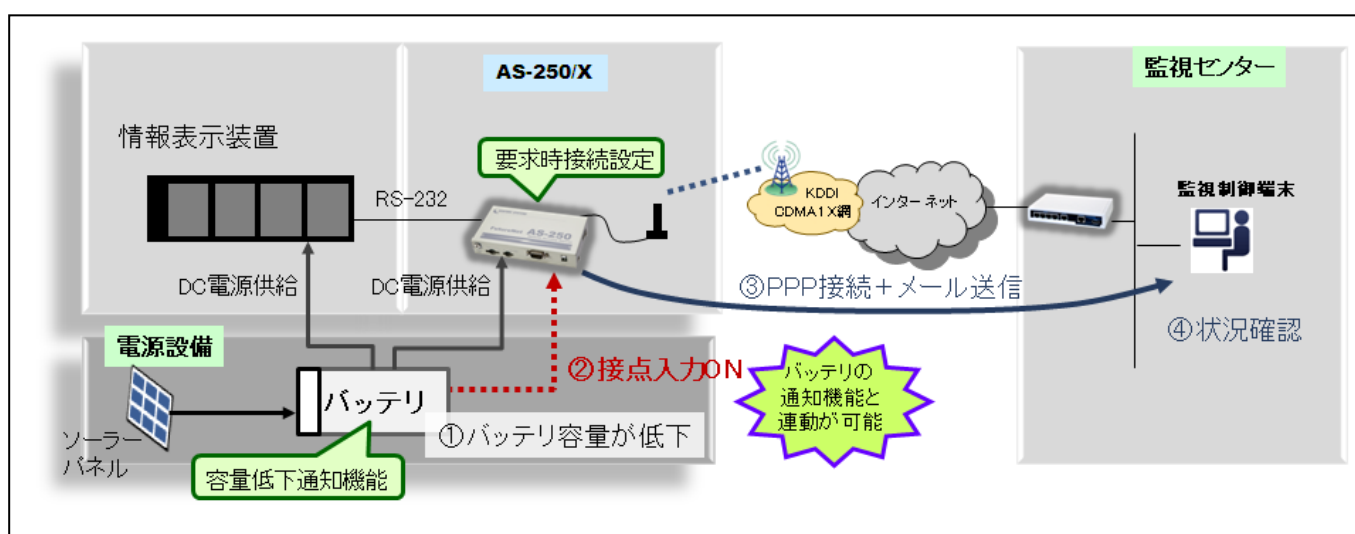 AS-250/X
監視センター
情報表示装置
要求時接続設定
RS-232
KDDI
CDMA1X網
インターネット
監視制御端末
AS-250
DC電源供給
DC電源供給
③PPP接続+メール送信
④状況確認
電源設備
②接点入力ON
バッテリの
通知機能と
連動が可能
バッテリ
①バッテリ容量が低下
ソーラー
パネル
容量低下通知機能